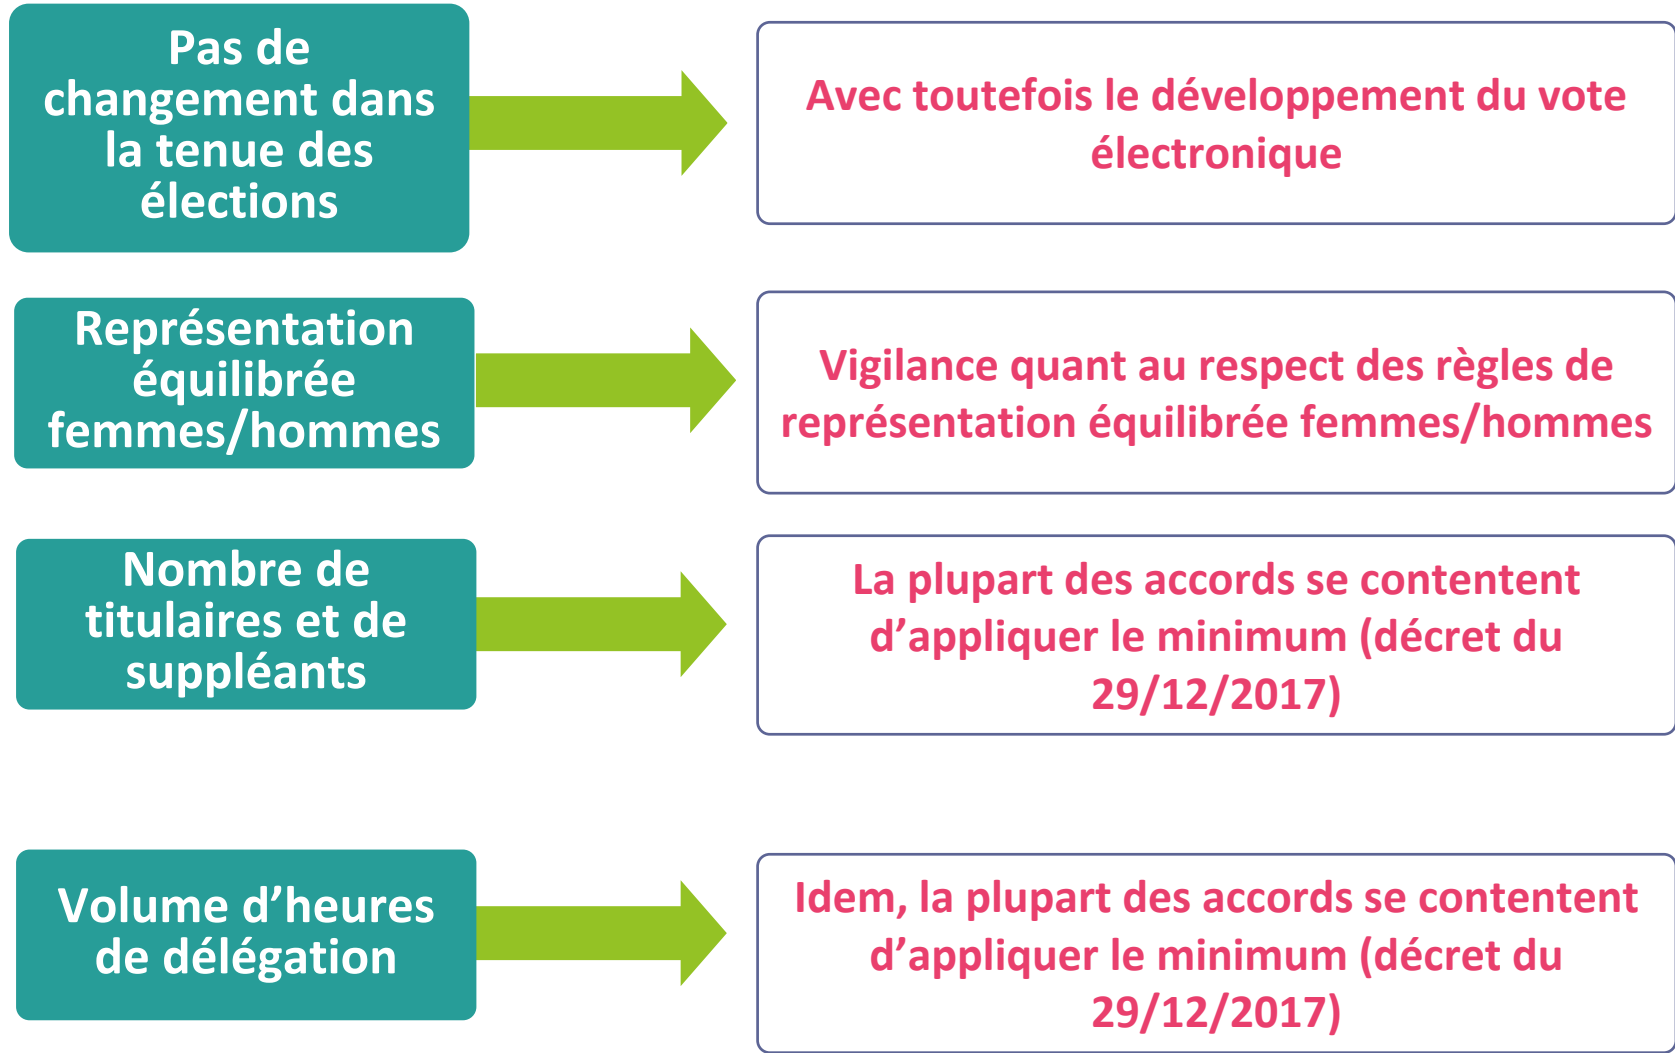 Pas de
changement dans
la tenue des
élections
Avec toutefois le développement du vote
électronique
Représentation
équilibrée
femmes/hommes
Vigilance quant au respect des règles de
représentation équilibrée femmes/hommes
Nombre de
titulaires et de
suppléants
La plupart des accords se contentent
d’appliquer le minimum (décret du
29/12/2017)
Volume d’heures
de délégation
Idem, la plupart des accords se contentent
d’appliquer le minimum (décret du
29/12/2017)